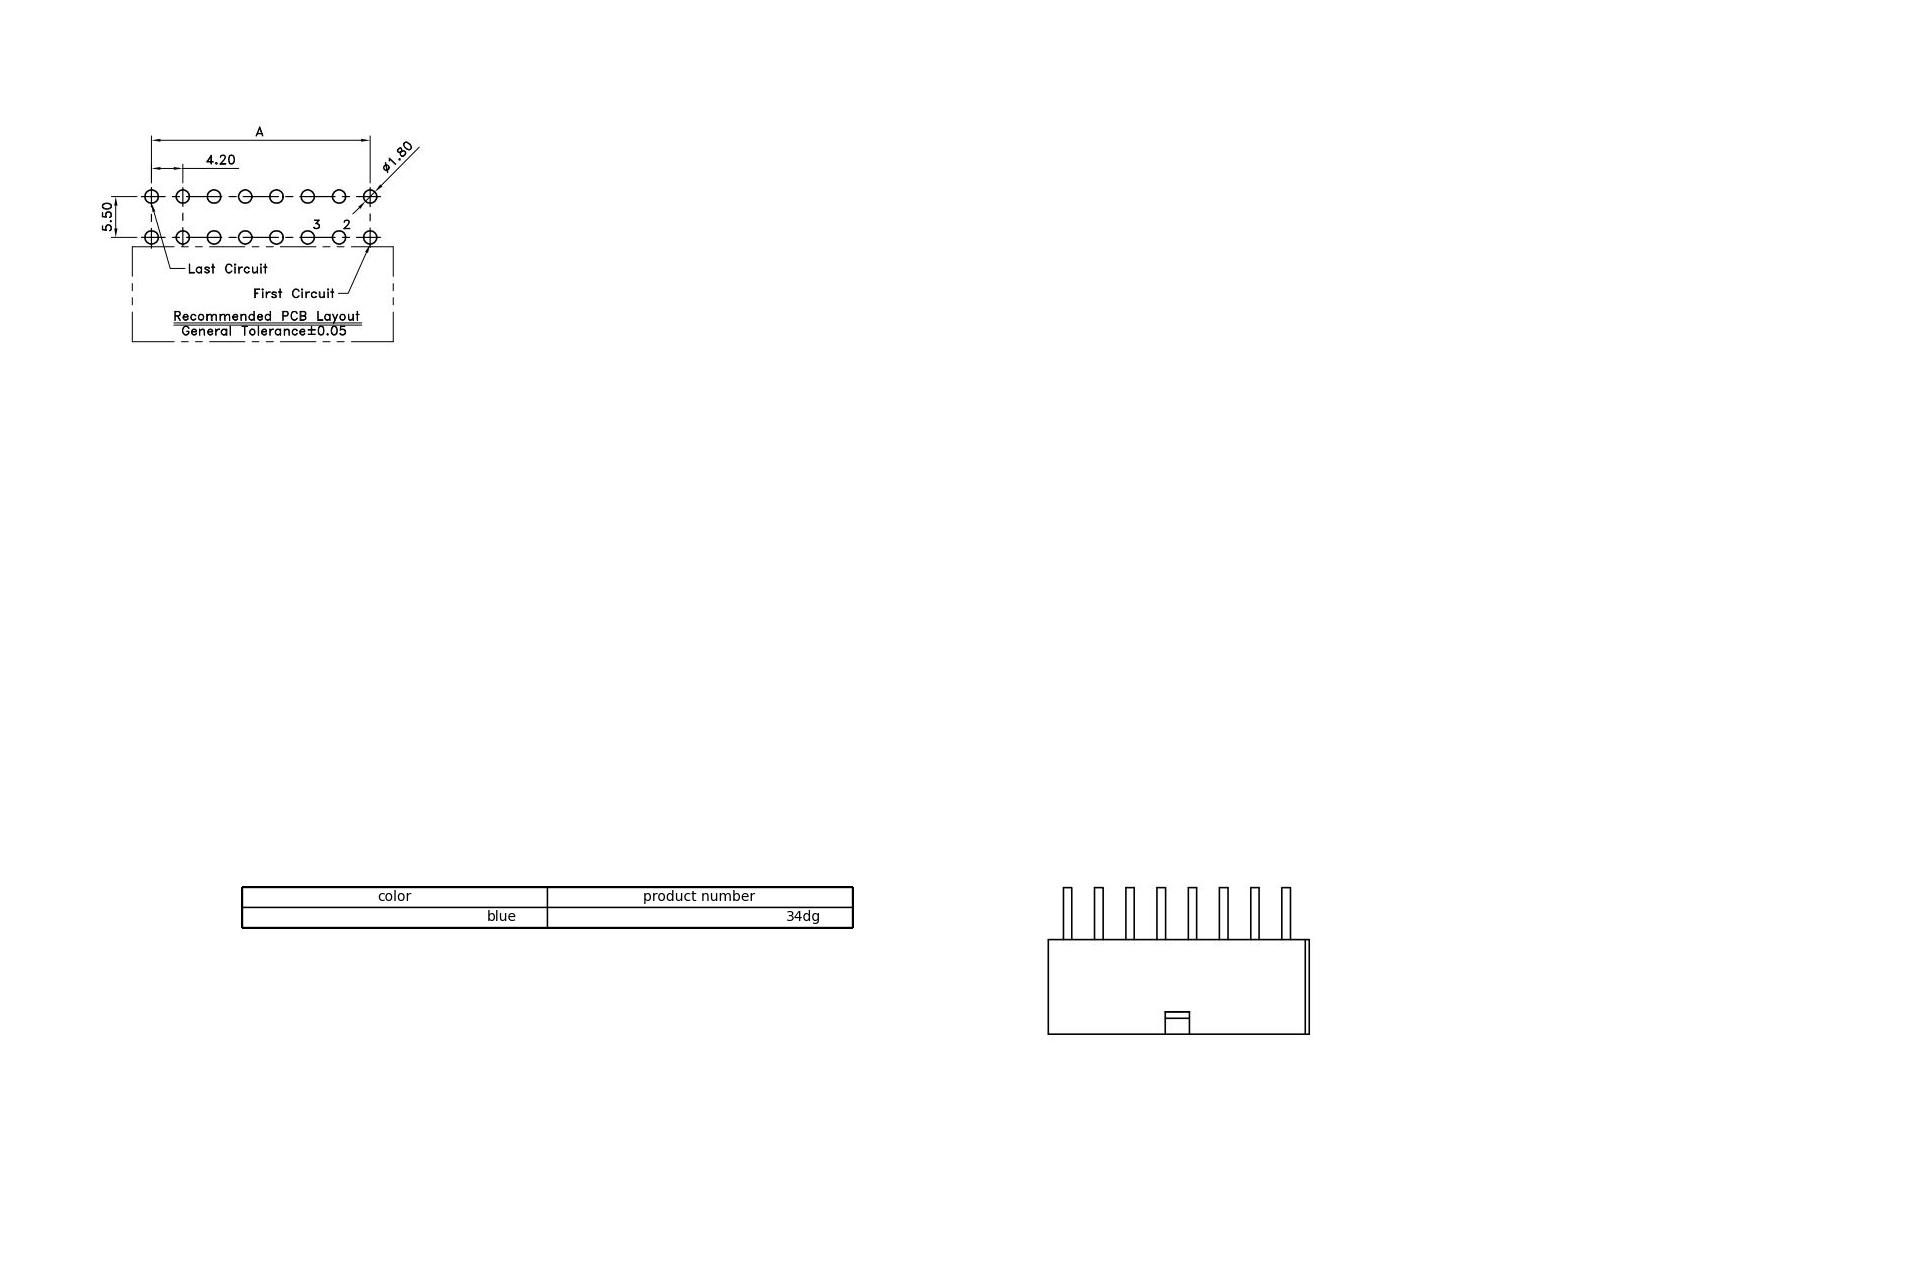 A
4.20
ø1.80
5.50
3 2
Last Circuit
First Circuit
Recommended PCB Layout
General Tolerance±0.05
color product number
blue 34dg